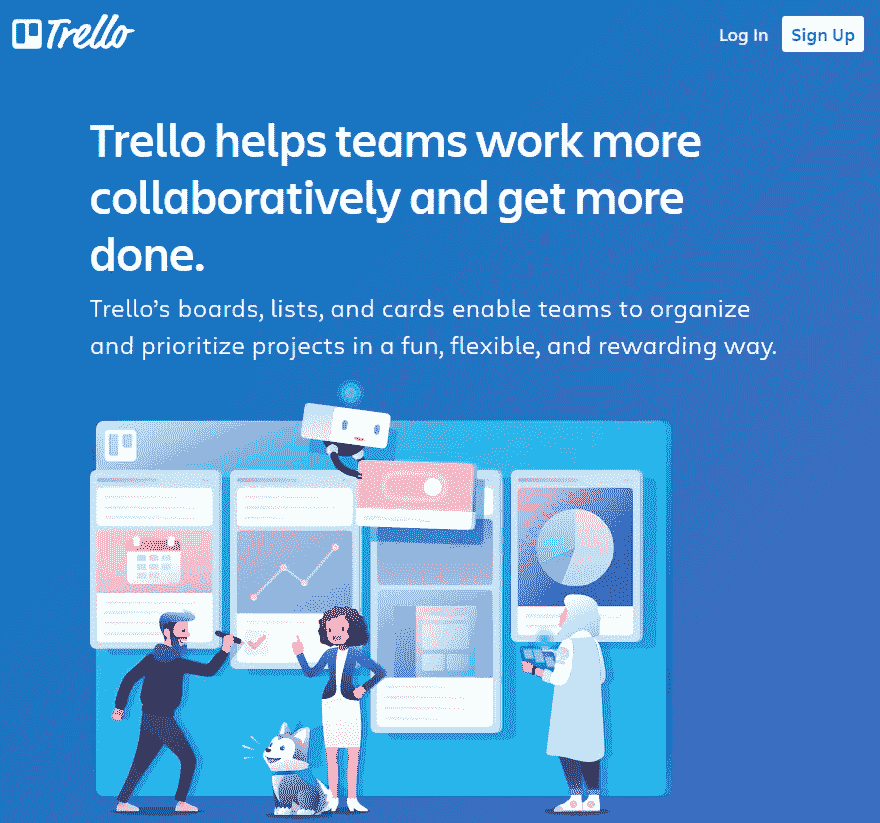 Trello
Log In
Sign Up
Trello helps teams work more
collaboratively and get more
done.
Trello’s boards, lists, and cards enable teams to organize
and prioritize projects in a fun, flexible, and rewarding way.